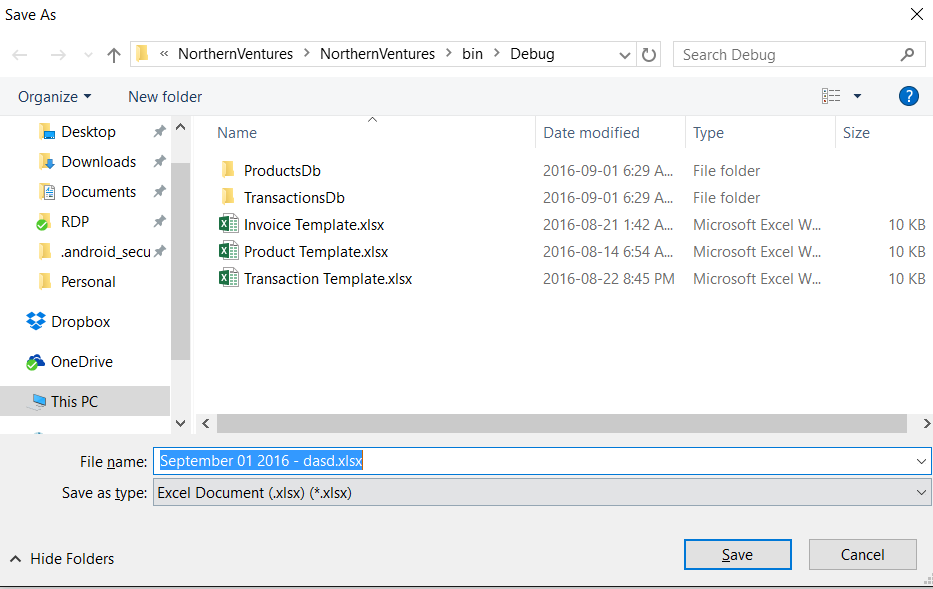 Save As
« NorthernVentures > NorthernVentures > bin > Debug
Search Debug
Organize
New folder
?
Desktop
Downloads
Documents
RDP
.android_secu
Personal
Dropbox
OneDrive
This PC
Name Date modified Type Size
ProductsDb 2016-09-01 6:29 A... File folder
TransactionsDb 2016-09-01 6:29 A... File folder
Invoice Template.xlsx 2016-08-21 1:42 A... Microsoft Excel W... 10 KB
Product Template.xlsx 2016-08-14 6:54 A... Microsoft Excel W... 10 KB
Transaction Template.xlsx 2016-08-22 8:45 PM Microsoft Excel W... 10 KB
File name: September 01 2016 - dasd.xlsx
Save as type: Excel Document (.xlsx) (*.xlsx)
Hide Folders
Save
Cancel